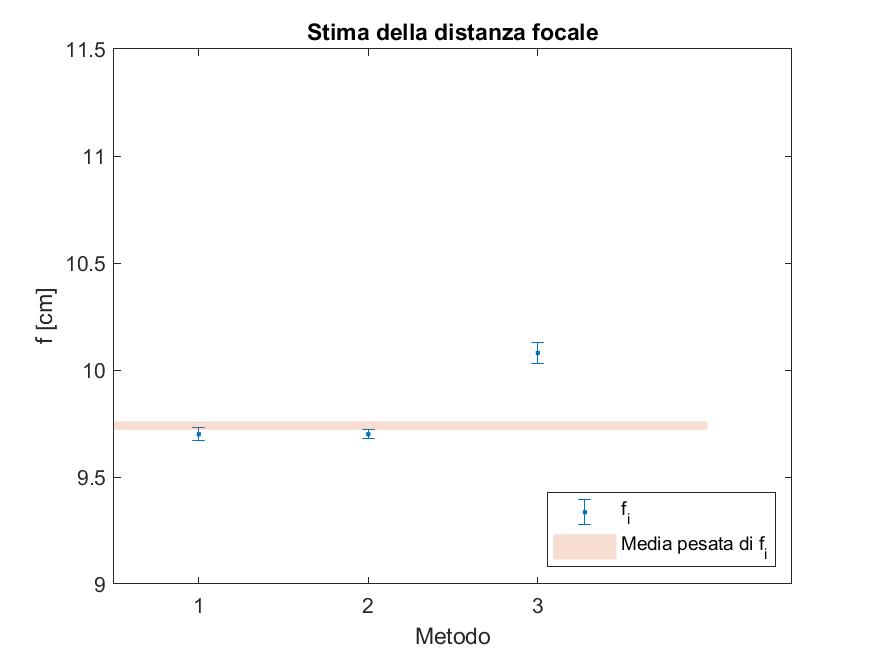 Stima della distanza focale
11.5
11
10.5
10
9.5
9
f [cm]
1 2 3
Metodo
f_i
Media pesata di f_i